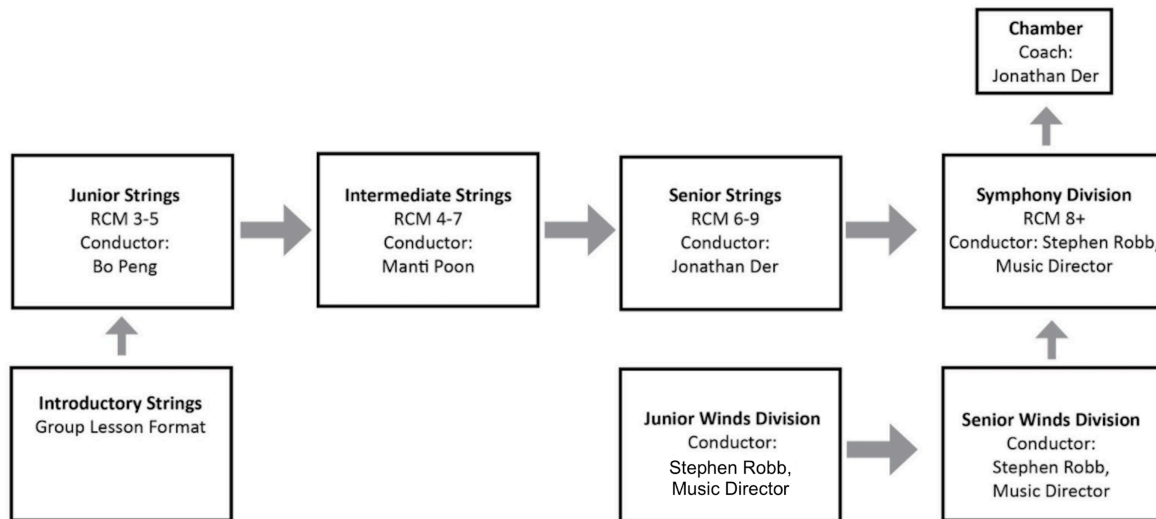 Chamber
Coach:
Jonathan Der
Junior Strings
RCM 3-5
Conductor:
Bo Peng
Intermediate Strings
RCM 4-7
Conductor:
Manti Poon
Senior Strings
RCM 6-9
Conductor:
Jonathan Der
Symphony Division
RCM 8+
Conductor: Stephen Robb,
Music Director
Introductory Strings
Group Lesson Format
Junior Winds Division
Conductor:
Stephen Robb,
Music Director
Senior Winds Division
Conductor:
Stephen Robb,
Music Director